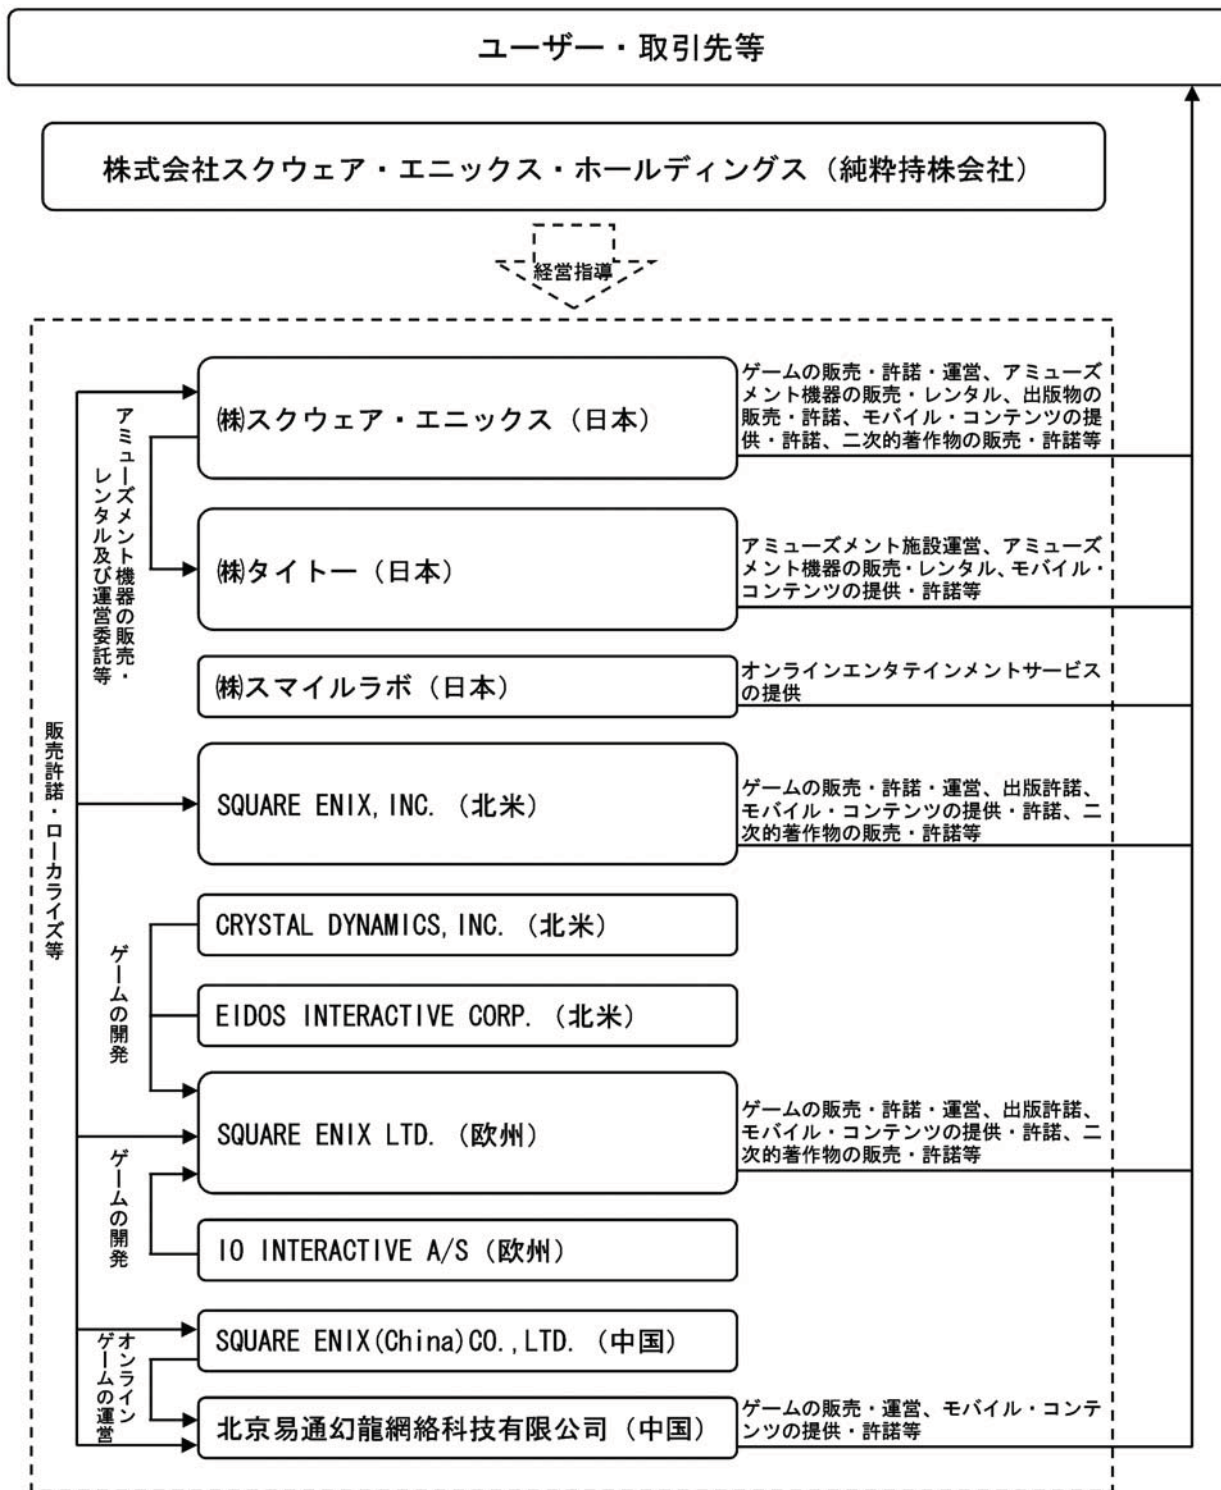 ユーザー・取引先等
株式会社スクウェア・エニックス・ホールディングス（純粋持株会社）
経営指導
㈱スクウェア・エニックス（日本）
ゲームの販売・許諾・運営、アミューズ
メント機器の販売・レンタル、出版物の
販売・許諾、モバイル・コンテンツの提
供・許諾、二次的著作物の販売・許諾等
アミューズメント機器の販売・
レンタル及び運営委託等
㈱タイトー（日本）
アミューズメント施設運営、アミューズ
メント機器の販売・レンタル、モバイル・
コンテンツの提供・許諾等
㈱スマイルラボ（日本）
オンラインエンタテインメントサービス
の提供
販売許諾・ローカライズ等
SQUARE ENIX, INC.（北米）
ゲームの販売・許諾・運営、出版許諾、
モバイル・コンテンツの提供・許諾、二
次的著作物の販売・許諾等
CRYSTAL DYNAMICS, INC.（北米）
ゲームの開発
EIDOS INTERACTIVE CORP.（北米）
SQUARE ENIX LTD.（欧州）
ゲームの販売・許諾・運営、出版許諾、
モバイル・コンテンツの提供・許諾、二
次的著作物の販売・許諾等
ゲームの開発
IO INTERACTIVE A/S（欧州）
SQUARE ENIX(China)CO.,LTD.（中国）
オンライン
ゲームの運営
北京易通幻龍網絡科技有限公司（中国）
ゲームの販売・運営、モバイル・コンテ
ンツの提供・許諾等